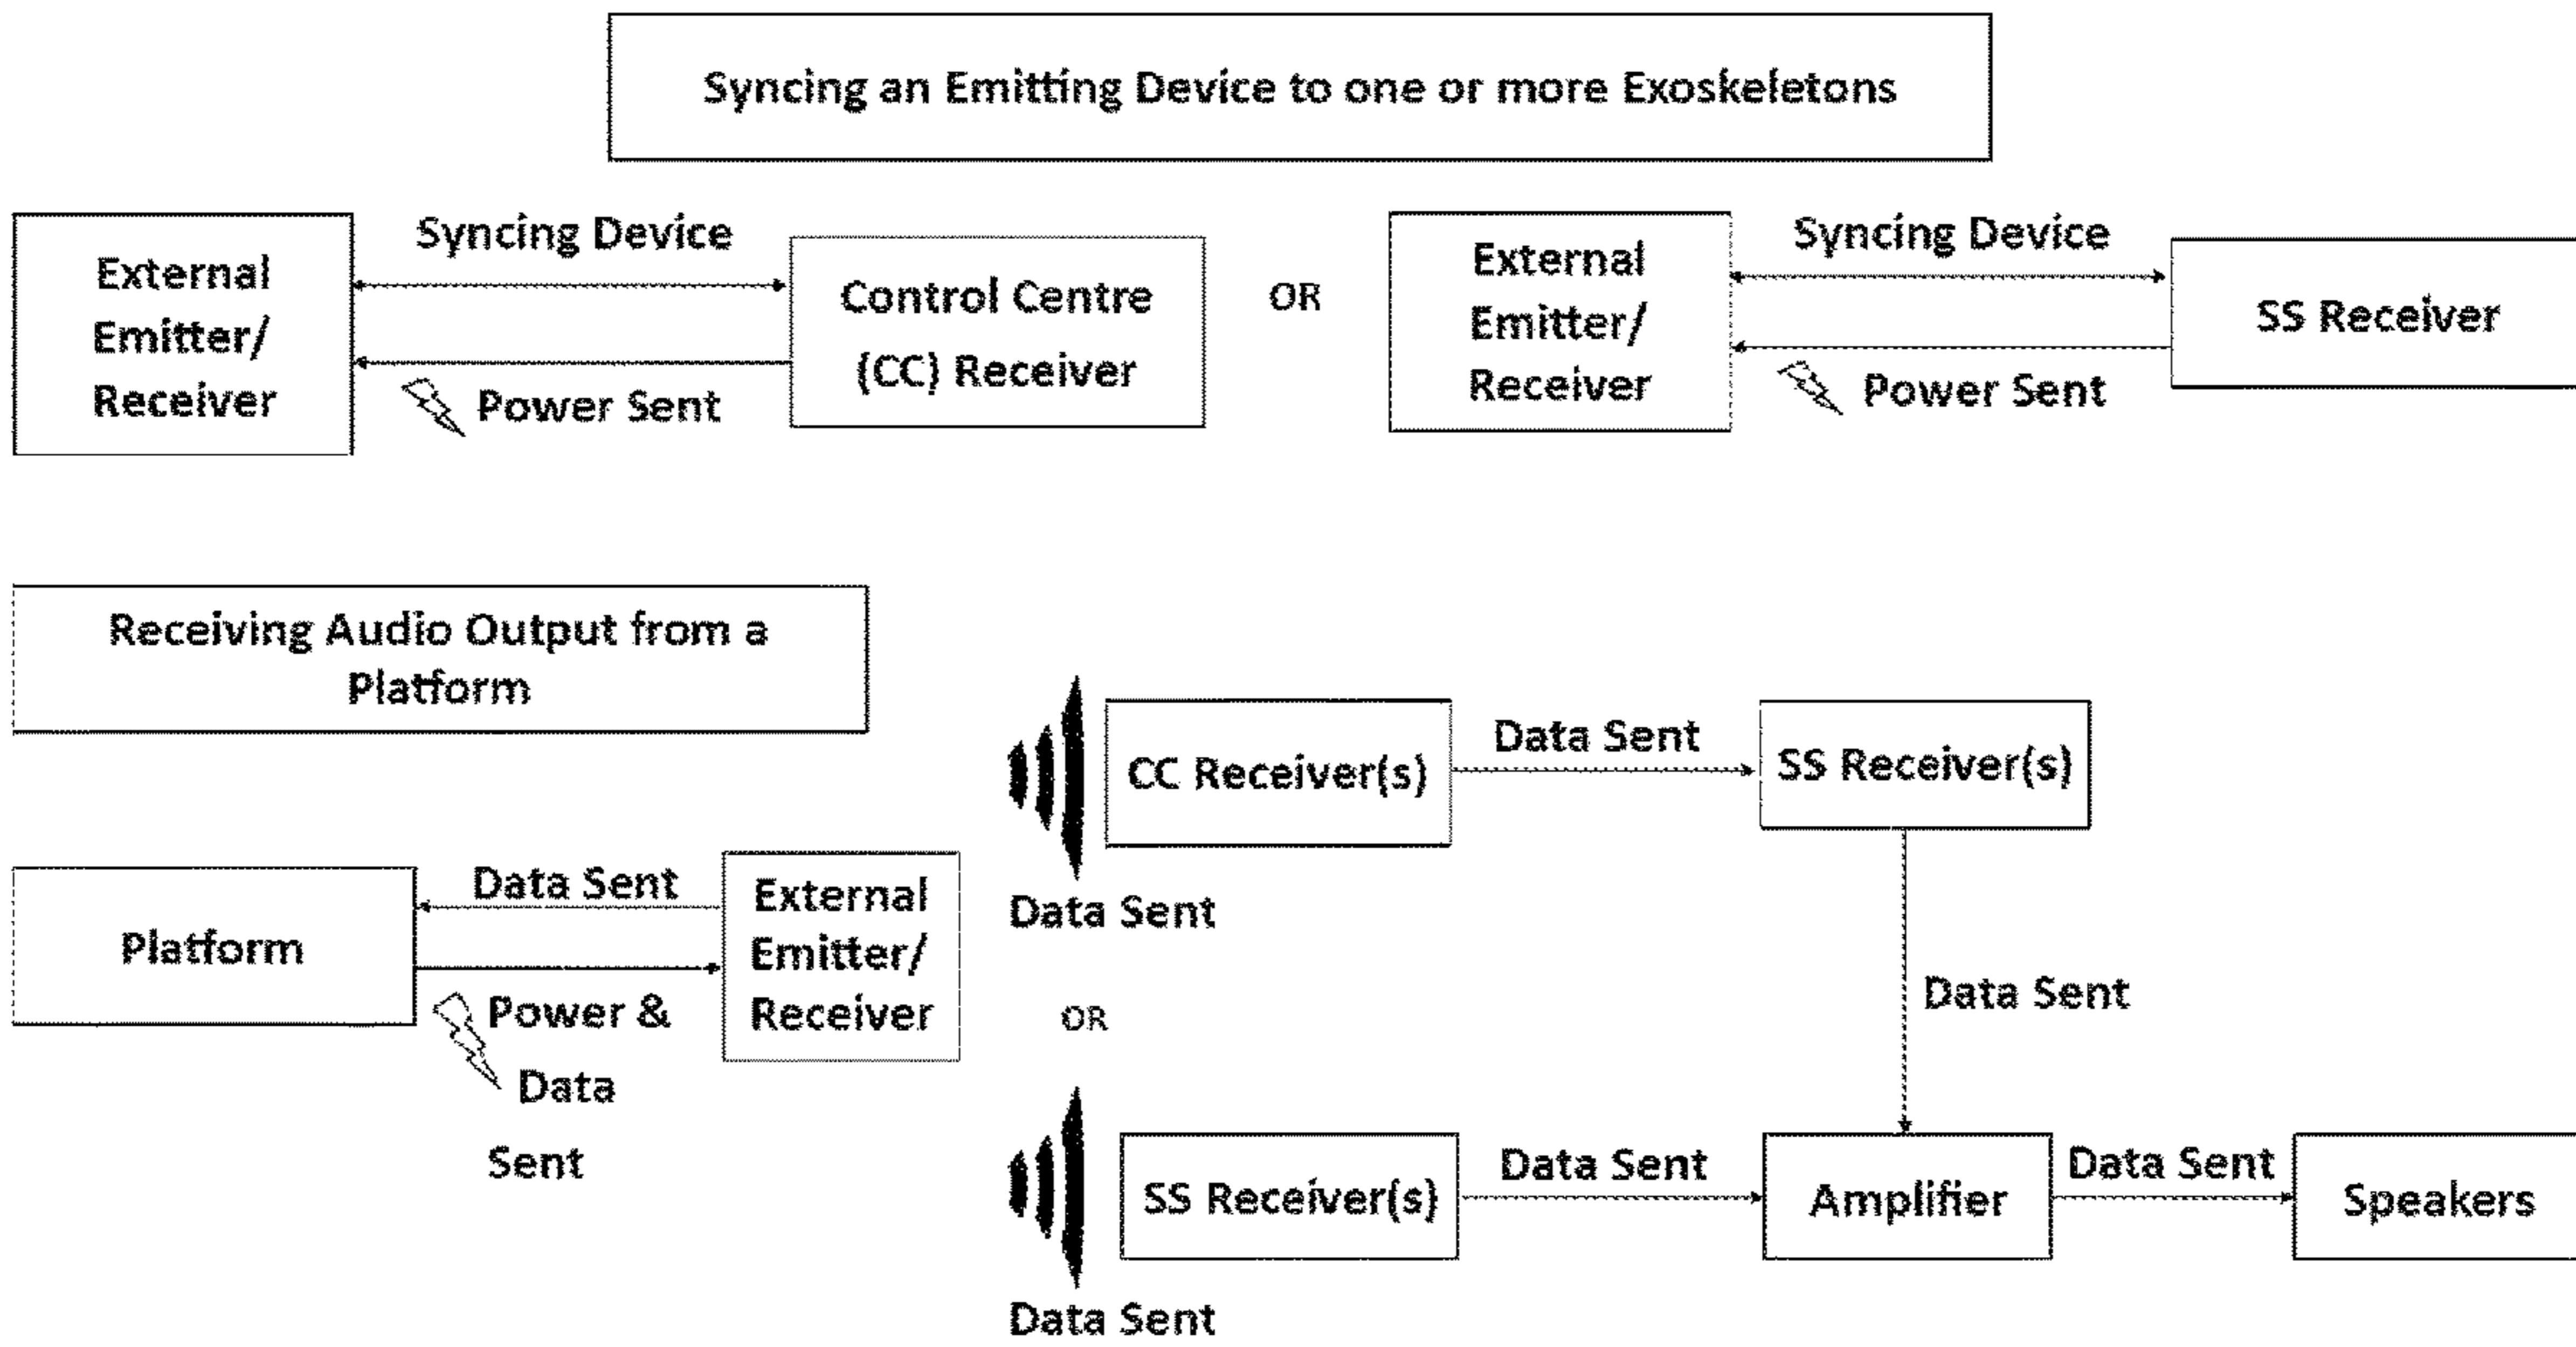 Syncing an Emitting Device to one or more Exoskeletons
External
Emitter/
Receiver
Syncing Device
Power Sent
Control Centre
(CC) Receiver
OR
External
Emitter/
Receiver
Syncing Device
Power Sent
SS Receiver
Receiving Audio Output from a
Platform
Platform
Data Sent
Power &
Data
Sent
External
Emitter/
Receiver
Data Sent
CC Receiver(s)
Data Sent
SS Receiver(s)
Data Sent
OR
Data Sent
SS Receiver(s)
Data Sent
Amplifier
Data Sent
Speakers